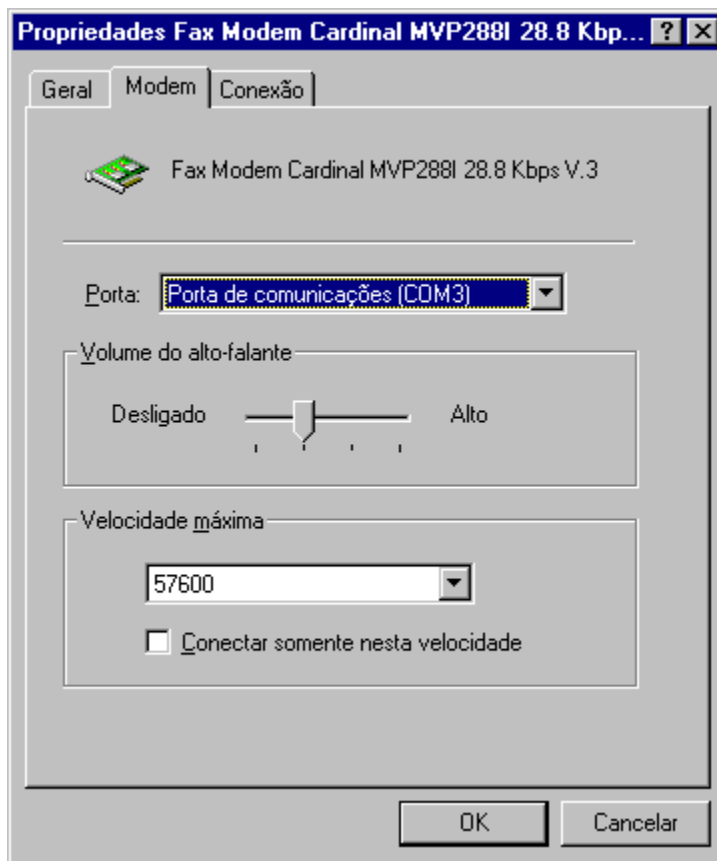 Propriedades Fax Modem Cardinal MVP288I 28.8 Kbp...
Geral Modem Conexão
Fax Modem Cardinal MVP288I 28.8 Kbps V.3
Porta: Porta de comunicações (COM3)
Volume do alto-falante
Desligado Alto
Velocidade máxima
57600
Conectar somente nesta velocidade
OK Cancelar